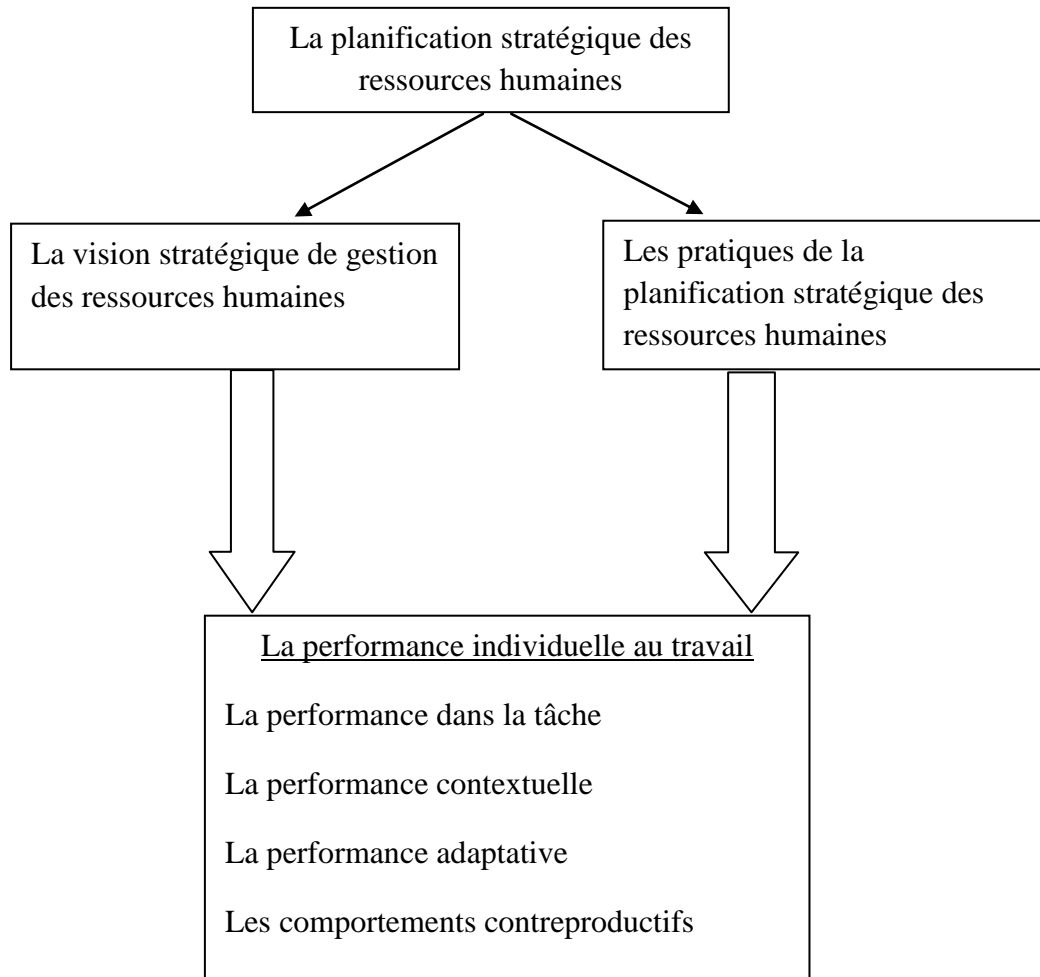 La planification stratégique des
ressources humaines
La vision stratégique de gestion
des ressources humaines
Les pratiques de la
planification stratégique des
ressources humaines
La performance individuelle au travail
La performance dans la tâche
La performance contextuelle
La performance adaptative
Les comportements contreproductifs